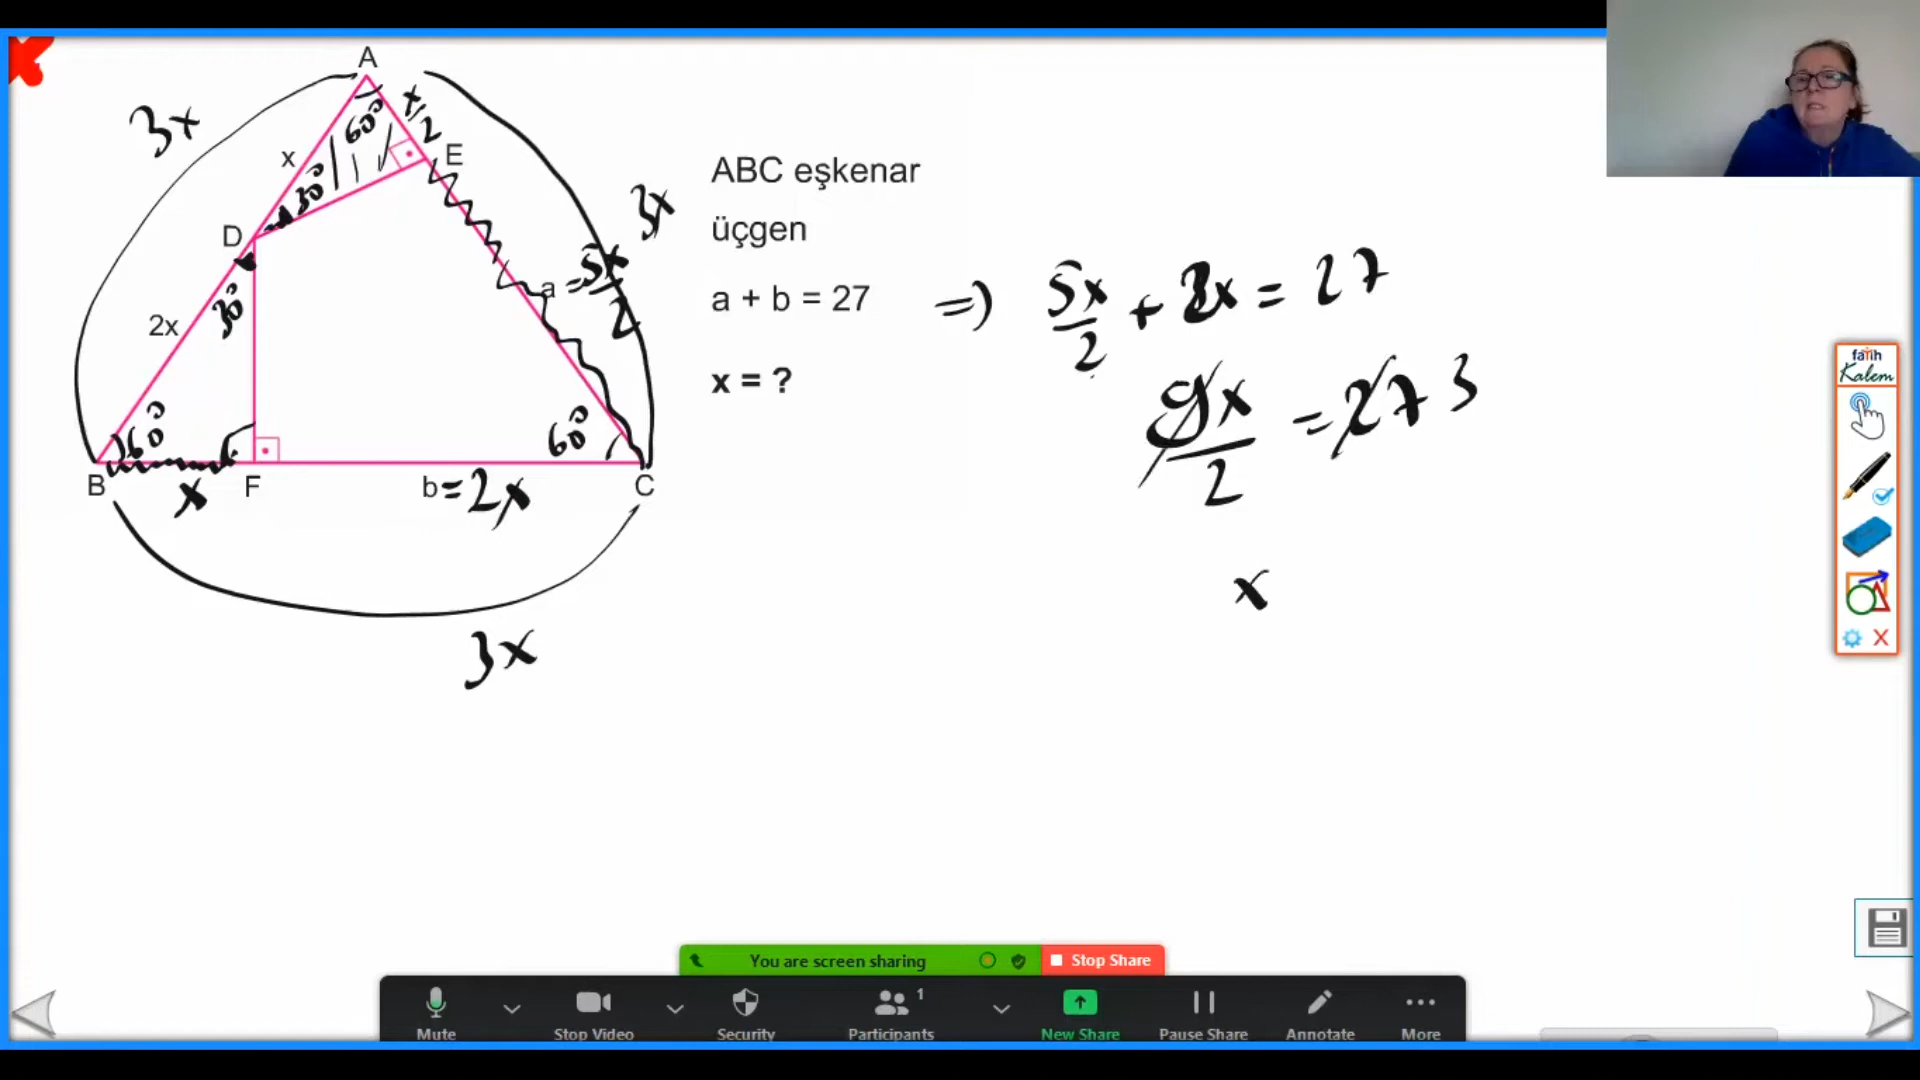 A
3x
60°
x/2
x
30°
E
ABC eşkenar
üçgen
3x
D
2x
30°
a = 5x/2
a + b = 27 => 5x/2 + 2x = 27
x = ?
9x/2 = 27 3
60°
60°
B
x
F
b = 2x
C
x
3x
fatih
Kalem
You are screen sharing
Stop Share
Mute
Stop Video
Security
Participants
1
New Share
Pause Share
Annotate
More